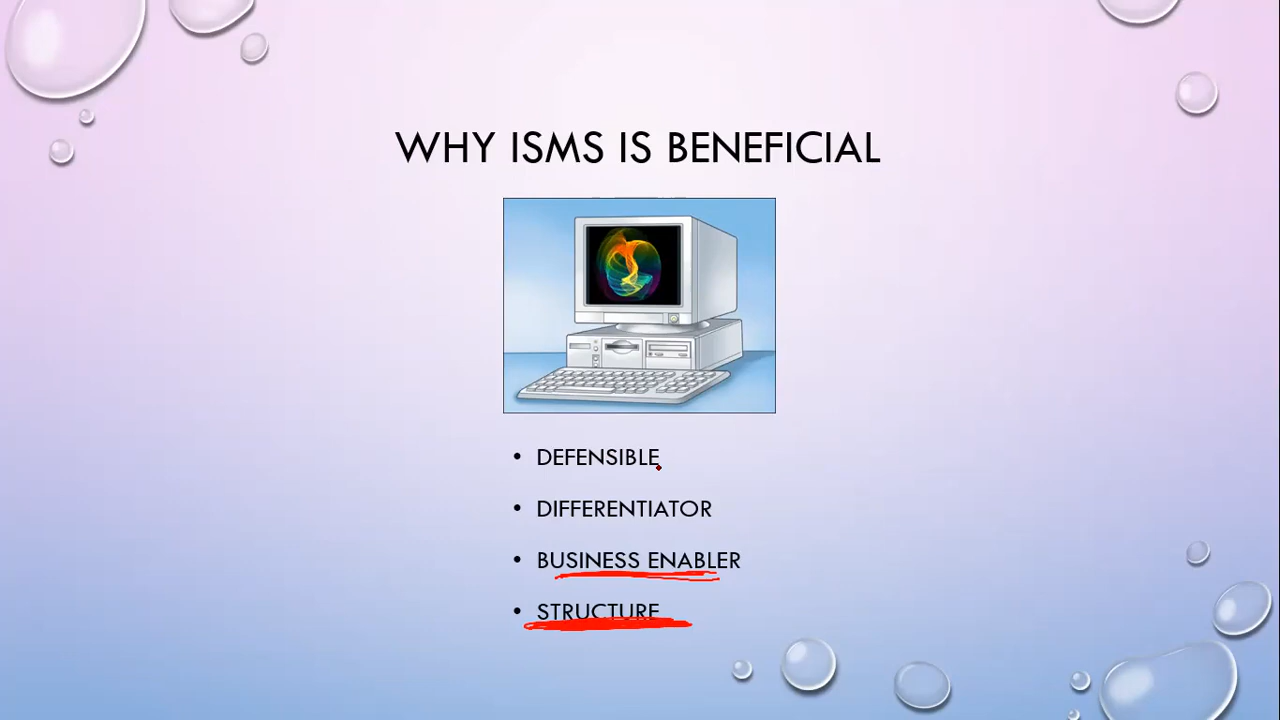 WHY ISMS IS BENEFICIAL
• DEFENSIBLE
• DIFFERENTIATOR
• BUSINESS ENABLER
• STRUCTURE